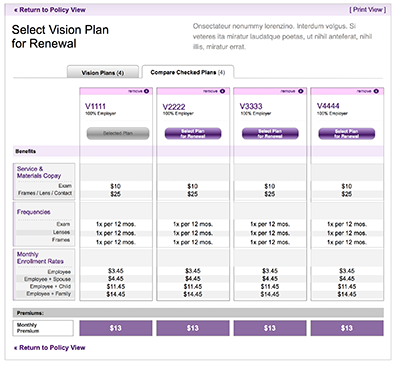 « Return to Policy View
[ Print View ]
Select Vision Plan
for Renewal
Onsectateur nonummy lorenzino. Interdum volgus. Si
veteres ita miratur laudatque poetas, ut nihil anteferat, nihil
illis, miratur errat.
Vision Plans (4)
Compare Checked Plans (4)
remove remove remove remove
V1111 V2222 V3333 V4444
100% Employer 100% Employer 100% Employer 100% Employer
Selected Plan Select Plan for Renewal Select Plan for Renewal Select Plan for Renewal
Benefits
Service &
Materials Copay
Exam $10 $10 $10 $10
Frames / Lens / Contact $25 $25 $25 $25
Frequencies
Exam 1x per 12 mos. 1x per 12 mos. 1x per 12 mos. 1x per 12 mos.
Lenses 1x per 12 mos. 1x per 12 mos. 1x per 12 mos. 1x per 12 mos.
Frames 1x per 12 mos. 1x per 12 mos. 1x per 12 mos. 1x per 12 mos.
Monthly
Enrollment Rates
Employee $3.45 $3.45 $3.45 $3.45
Employee + Spouse $4.45 $4.45 $4.45 $4.45
Employee + Child $11.45 $11.45 $11.45 $11.45
Employee + Family $14.45 $14.45 $14.45 $14.45
Premiums:
Monthly
Premium $13 $13 $13 $13
« Return to Policy View